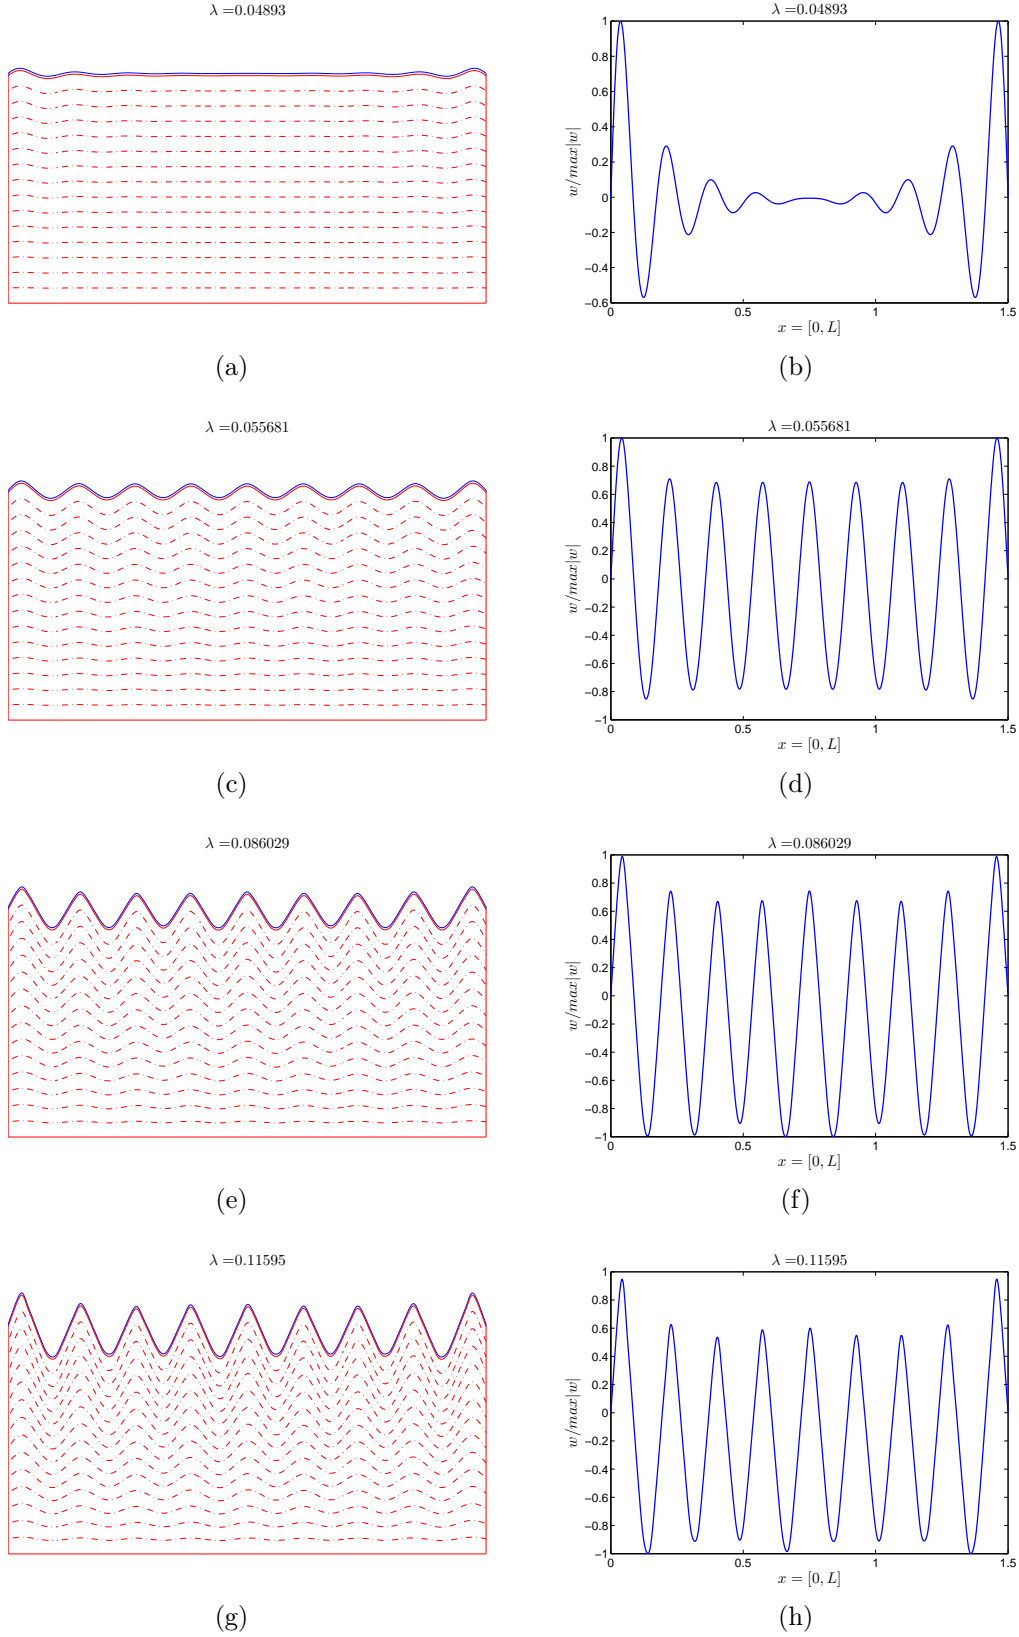 λ =0.04893
λ =0.04893
1
0.8
0.6
0.4
0.2
0
−0.2
−0.4
−0.6
w/max|w|
0
0.5
1
1.5
x = [0, L]
(a)
(b)
λ =0.055681
λ =0.055681
1
0.8
0.6
0.4
0.2
0
−0.2
−0.4
−0.6
−0.8
−1
w/max|w|
0
0.5
1
1.5
x = [0, L]
(c)
(d)
λ =0.086029
λ =0.086029
1
0.8
0.6
0.4
0.2
0
−0.2
−0.4
−0.6
−0.8
−1
w/max|w|
0
0.5
1
1.5
x = [0, L]
(e)
(f)
λ =0.11595
λ =0.11595
1
0.8
0.6
0.4
0.2
0
−0.2
−0.4
−0.6
−0.8
−1
w/max|w|
0
0.5
1
1.5
x = [0, L]
(g)
(h)